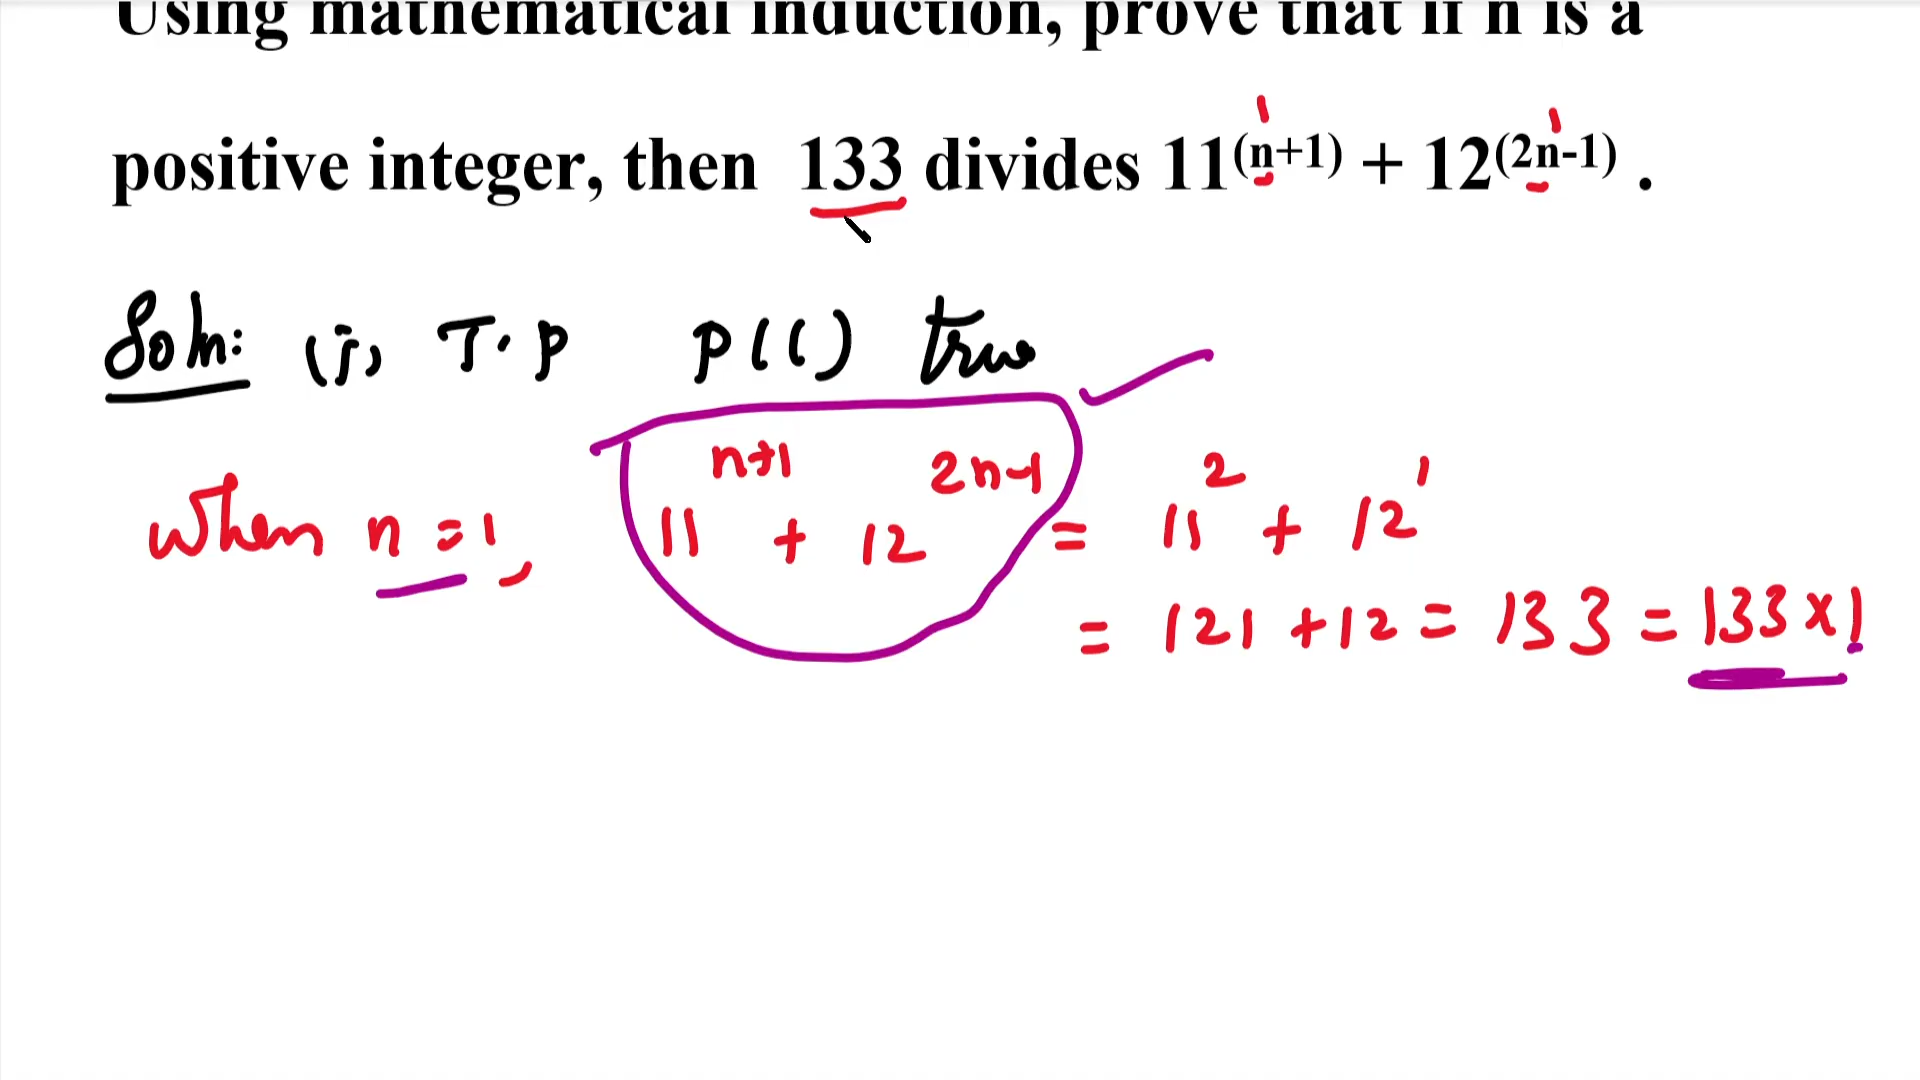 Using mathematical induction, prove that if n is a
positive integer, then 133 divides 11^(n+1) + 12^(2n-1) .
Soln: (i) T.P P(1) true
when n=1, 11^n+1 + 12^2n-1 = 11^2 + 12^1
= 121 + 12 = 133 = 133 x 1